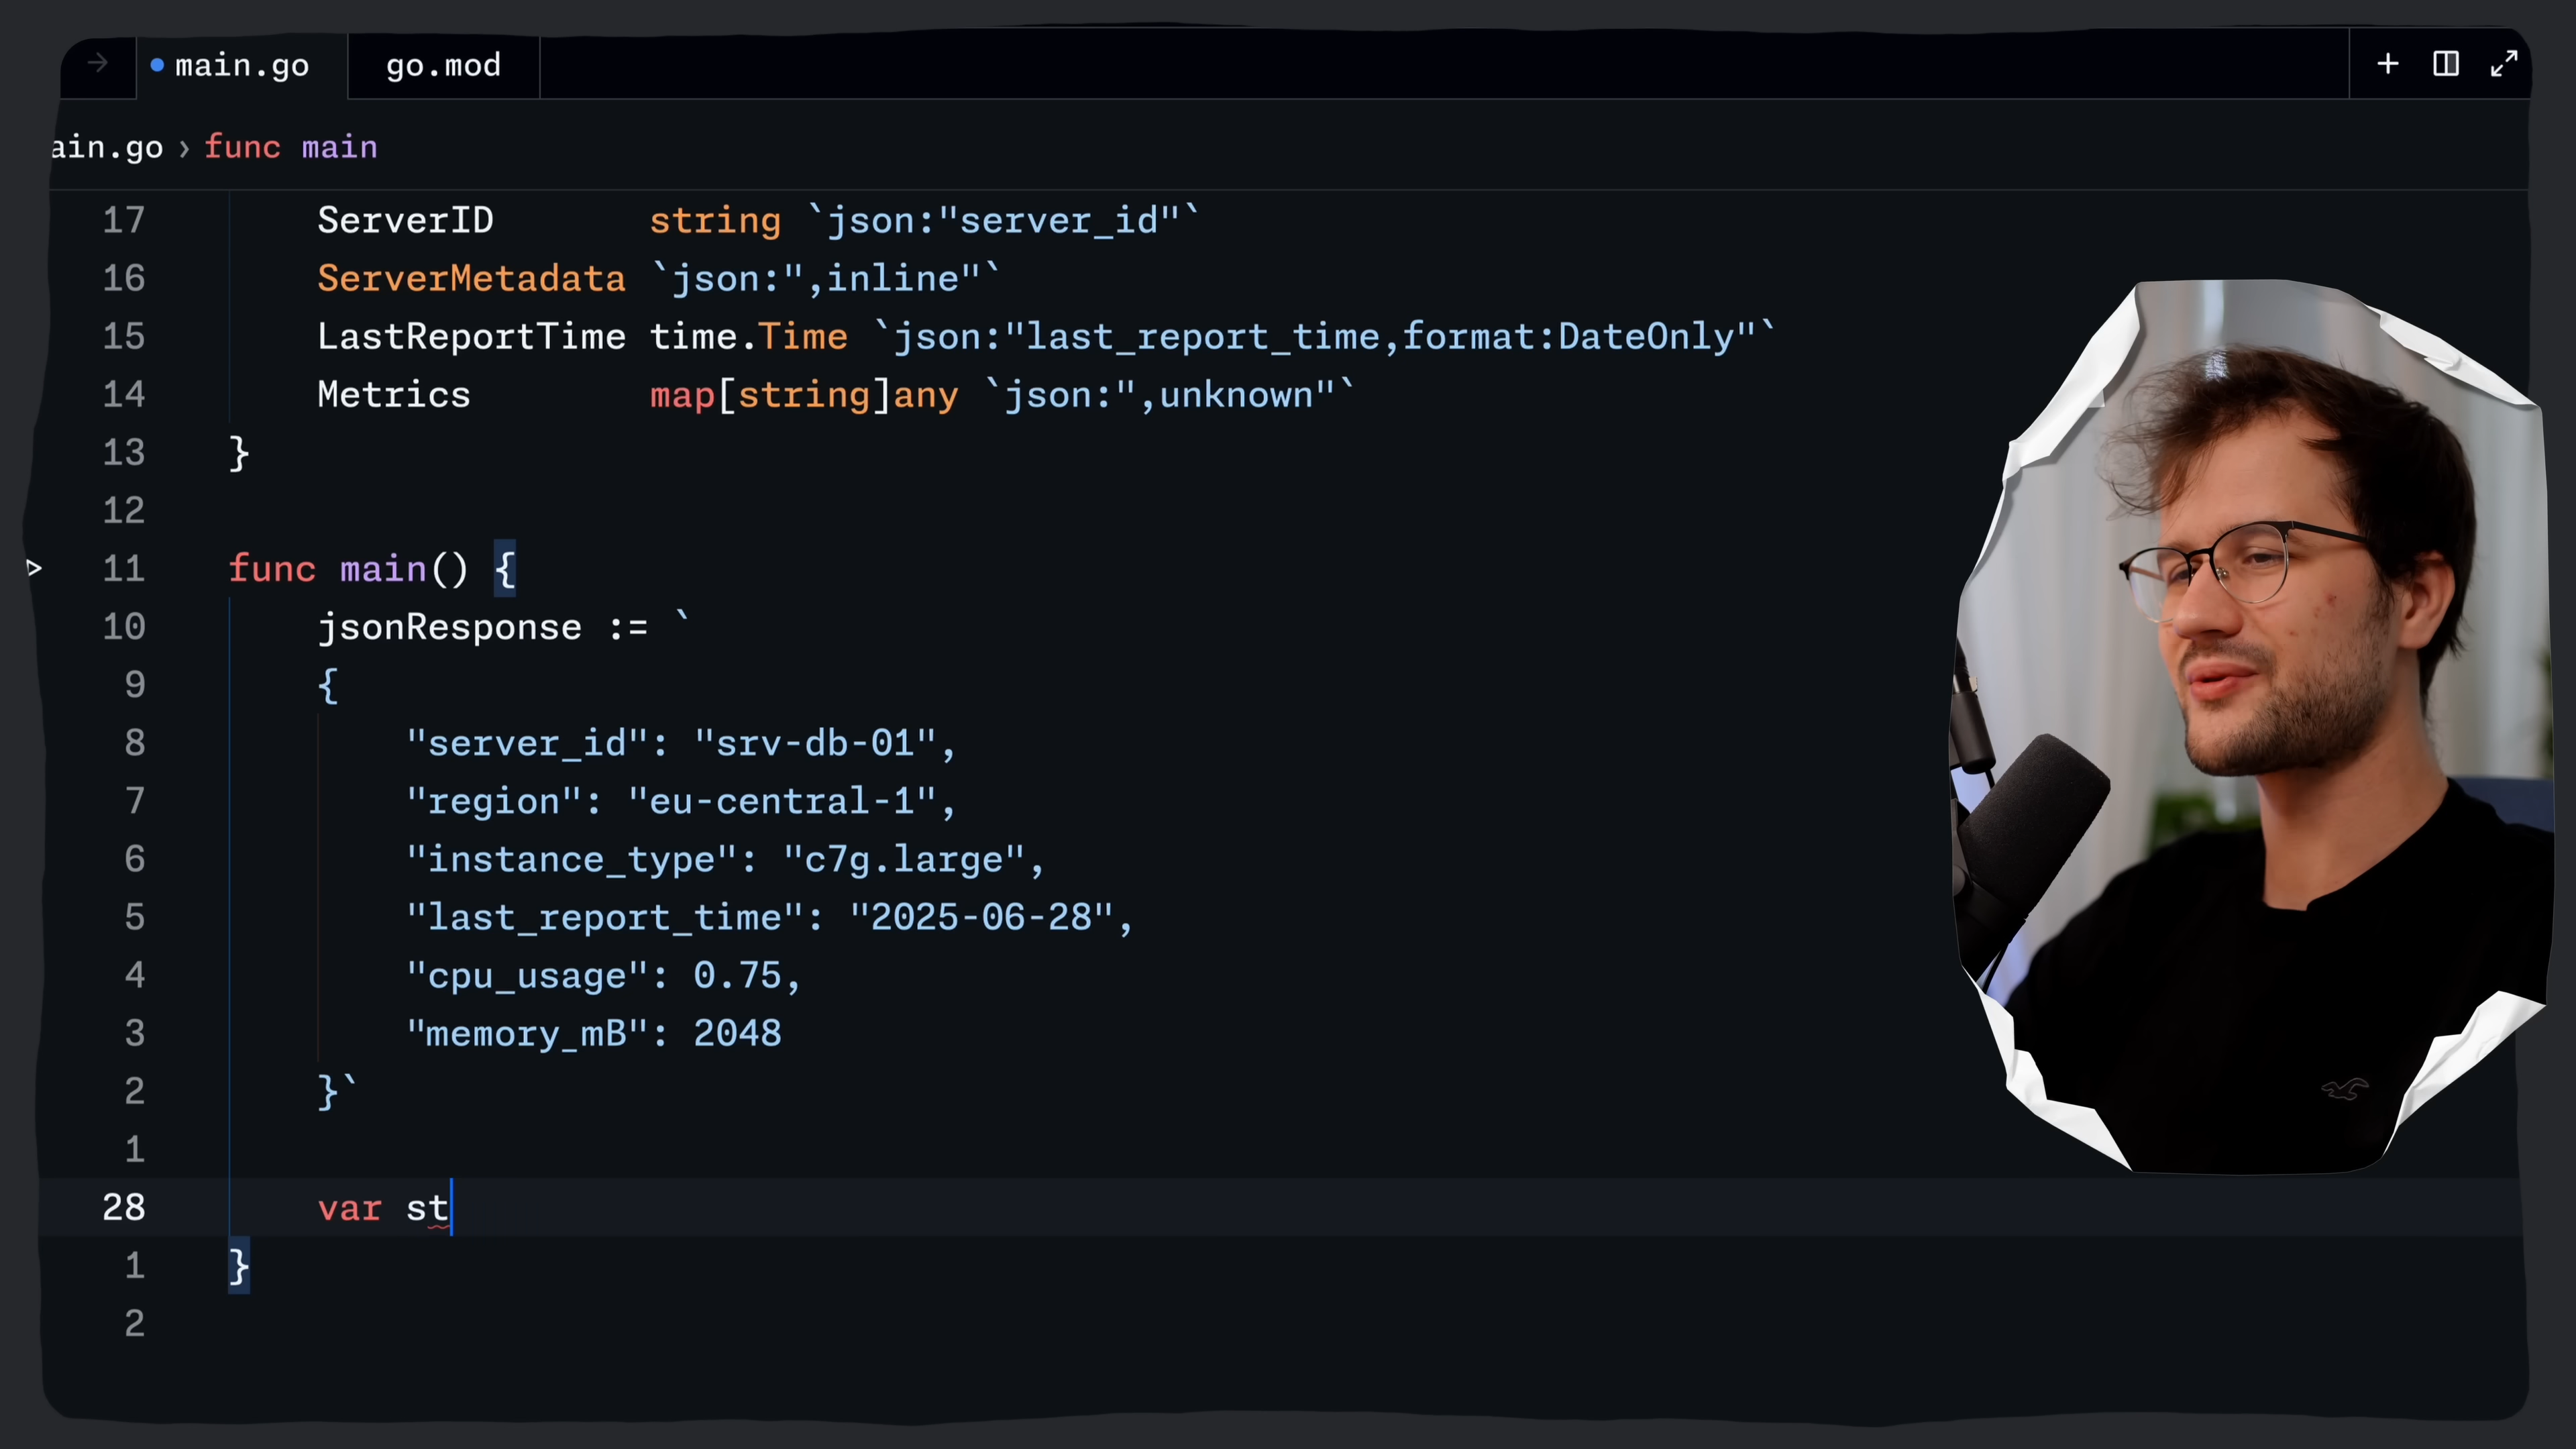 main.go
go.mod
ain.go › func main
17 ServerID string `json:"server_id"`
16 ServerMetadata `json:",inline"`
15 LastReportTime time.Time `json:"last_report_time,format:DateOnly"`
14 Metrics map[string]any `json:",unknown"`
13 }
12
11 func main() {
10 jsonResponse := `
9 {
8 "server_id": "srv-db-01",
7 "region": "eu-central-1",
6 "instance_type": "c7g.large",
5 "last_report_time": "2025-06-28",
4 "cpu_usage": 0.75,
3 "memory_mB": 2048
2 }`
1
28 var st
1 }
2